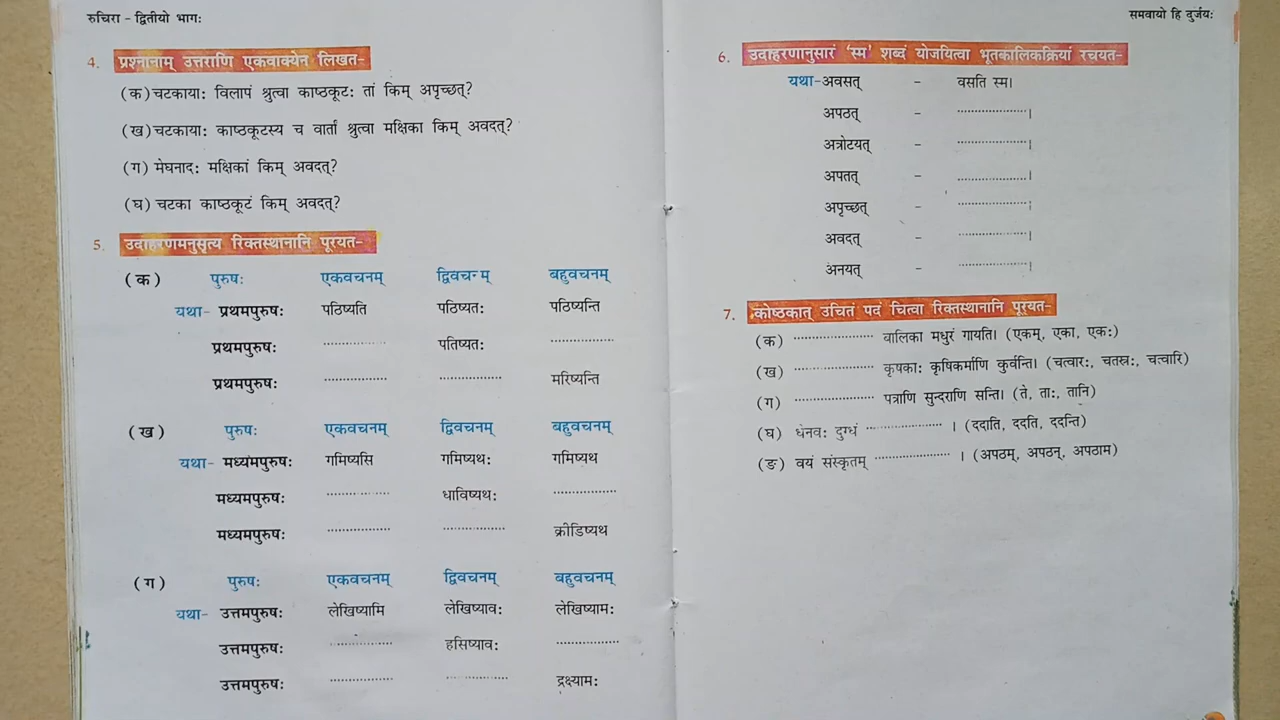 रुचिरा - द्वितीयो भागः
4. प्रश्नानाम् उत्तराणि एकवाक्येन लिखत-
(क) चटकायाः विलापं श्रुत्वा काष्ठकूटः तां किम् अपृच्छत्?
(ख) चटकायाः काष्ठकूटस्य च वार्तां श्रुत्वा मक्षिका किम् अवदत्?
(ग) मेघनादः मक्षिकां किम् अवदत्?
(घ) चटका काष्ठकूटं किम् अवदत्?
5. उदाहरणमनुसृत्य रिक्तस्थानानि पूरयत-
(क) पुरुषः एकवचनम् द्विवचनम् बहुवचनम्
यथा- प्रथमपुरुषः पठिष्यति पठिष्यतः पठिष्यन्ति
प्रथमपुरुषः ................ पतिष्यतः ................
प्रथमपुरुषः ................ ................ मरिष्यन्ति
(ख) पुरुषः एकवचनम् द्विवचनम् बहुवचनम्
यथा- मध्यमपुरुषः गमिष्यसि गमिष्यथः गमिष्यथ
मध्यमपुरुषः ................ धाविष्यथः ................
मध्यमपुरुषः ................ ................ क्रीडिष्यथ
(ग) पुरुषः एकवचनम् द्विवचनम् बहुवचनम्
यथा- उत्तमपुरुषः लेखिष्यामि लेखिष्यावः लेखिष्यामः
उत्तमपुरुषः ................ हसिष्यावः ................
उत्तमपुरुषः ................ ................ द्रक्ष्यामः
समवायो हि दुर्जयः
6. उदाहरणानुसारं 'स्म' शब्दं योजयित्वा भूतकालिकक्रियां रचयत-
यथा- अवसत् - वसति स्म।
अपठत् - ................।
अत्रोटयत् - ................।
अपतत् - ................।
अपृच्छत् - ................।
अवदत् - ................।
अनयत् - ................।
7. कोष्ठकात् उचितं पदं चित्वा रिक्तस्थानानि पूरयत-
(क) ................ बालिका मधुरं गायति। (एकम्, एका, एकः)
(ख) ................ कृषकाः कृषिकर्माणि कुर्वन्ति। (चत्वारः, चतस्रः, चत्वारि)
(ग) ................ पत्राणि सुन्दराणि सन्ति। (ते, ताः, तानि)
(घ) धेनवः दुग्धं ................ । (ददाति, ददति, ददन्ति)
(ङ) वयं संस्कृतम् ................ । (अपठम्, अपठन्, अपठाम)